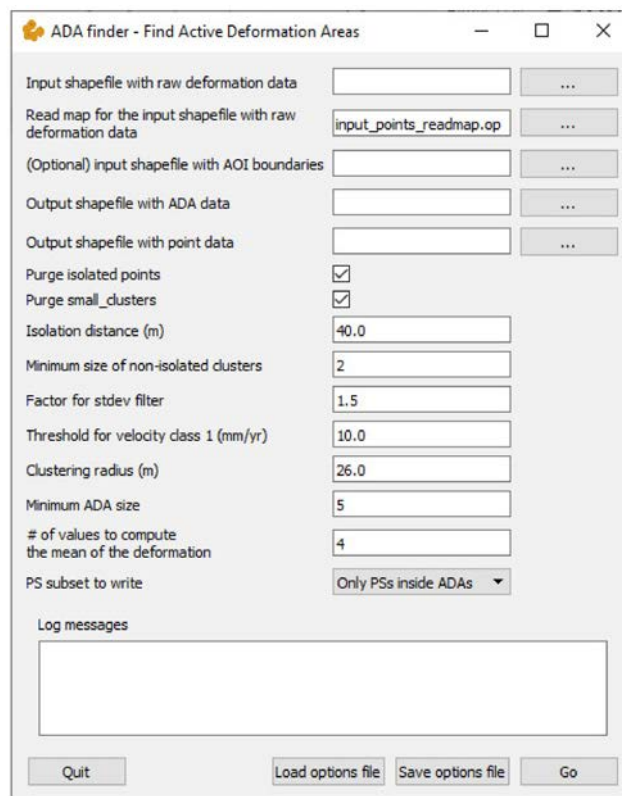 ADA finder - Find Active Deformation Areas
Input shapefile with raw deformation data
...
Read map for the input shapefile with raw
deformation data
input_points_readmap.op
...
(Optional) input shapefile with AOI boundaries
...
Output shapefile with ADA data
...
Output shapefile with point data
...
Purge isolated points
Purge small_clusters
Isolation distance (m)
40.0
Minimum size of non-isolated clusters
2
Factor for stdev filter
1.5
Threshold for velocity class 1 (mm/yr)
10.0
Clustering radius (m)
26.0
Minimum ADA size
5
# of values to compute
the mean of the deformation
4
PS subset to write
Only PSs inside ADAs
Log messages
Quit
Load options file
Save options file
Go